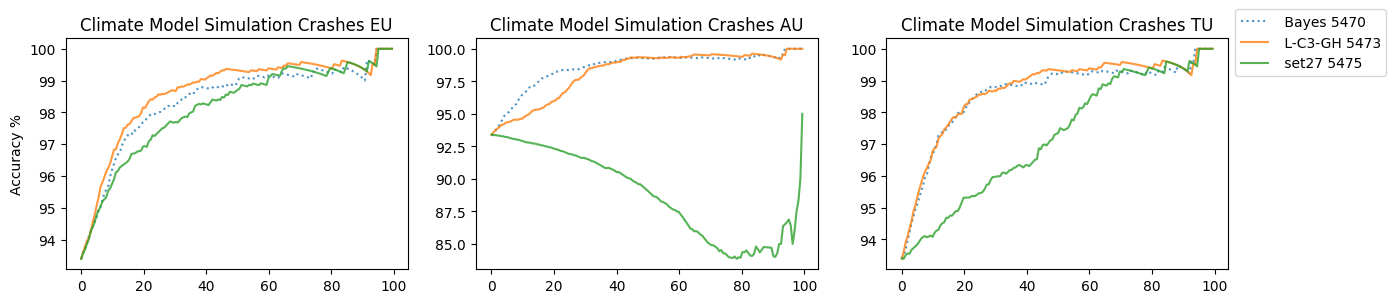 Climate Model Simulation Crashes EU
Climate Model Simulation Crashes AU
Climate Model Simulation Crashes TU
Bayes 5470
L-C3-GH 5473
set27 5475
Accuracy %
100
99
98
97
96
95
94
0 20 40 60 80 100
100.0
97.5
95.0
92.5
90.0
87.5
85.0
0 20 40 60 80 100
100
99
98
97
96
95
94
0 20 40 60 80 100